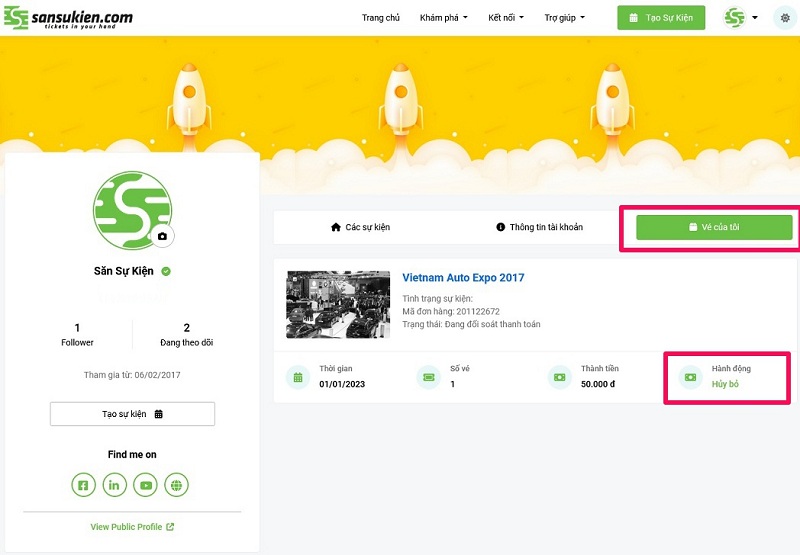 sansukien.com
tickets in your hand
Trang chủ Khám phá Kết nối Trợ giúp Tạo Sự Kiện
Các sự kiện Thông tin tài khoản Vé của tôi
Săn Sự Kiện
1 2
Follower Đang theo dõi
Tham gia từ: 06/02/2017
Tạo sự kiện
Find me on
View Public Profile
Vietnam Auto Expo 2017
Tình trạng sự kiện:
Mã đơn hàng: 201122672
Trạng thái: Đang đối soát thanh toán
Thời gian Số vé Thành tiền Hành động
01/01/2023 1 50.000 đ Hủy bỏ